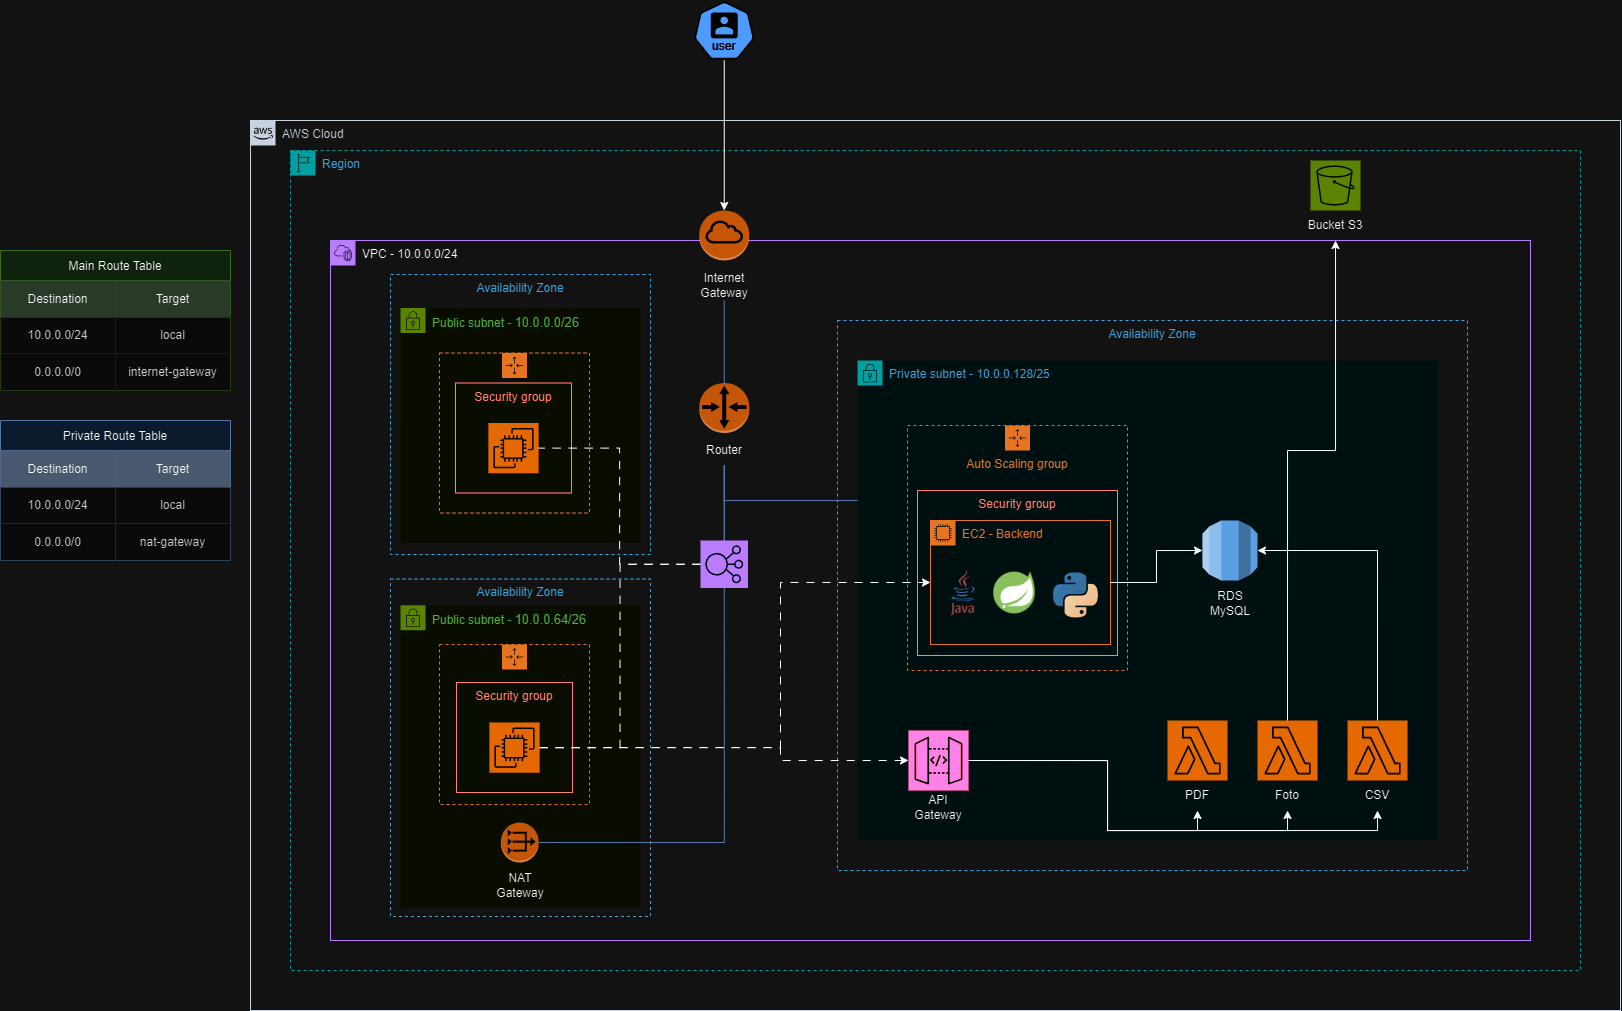 user
aws
AWS Cloud
Region
Bucket S3
Internet
Gateway
VPC - 10.0.0.0/24
Main Route Table
Destination Target
10.0.0.0/24 local
0.0.0.0/0 internet-gateway
Private Route Table
Destination Target
10.0.0.0/24 local
0.0.0.0/0 nat-gateway
Availability Zone
Public subnet - 10.0.0.0/26
Security group
Router
Availability Zone
Public subnet - 10.0.0.64/26
Security group
NAT
Gateway
Availability Zone
Private subnet - 10.0.0.128/25
Auto Scaling group
Security group
EC2 - Backend
Java
RDS
MySQL
</>
API
Gateway
PDF
Foto
CSV